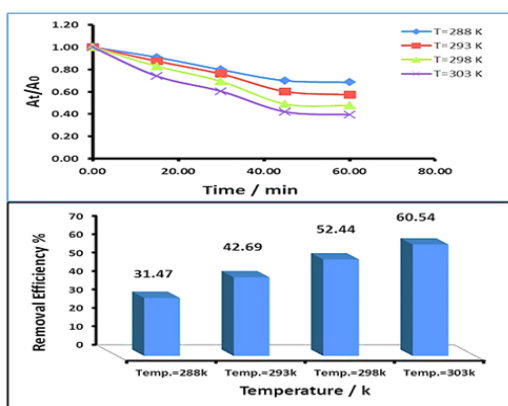 1.20
1.00
0.80
0.60
0.40
0.20
0.00
At/A0
0.00 20.00 40.00 60.00 80.00
Time / min
T=288 K
T=293 K
T=298 K
T=303 K
70
60
50
40
30
20
10
0
Removal Efficiency %
31.47
42.69
52.44
60.54
Temp.=288k Temp.=293k Temp.=298k Temp.=303k
Temperature / k